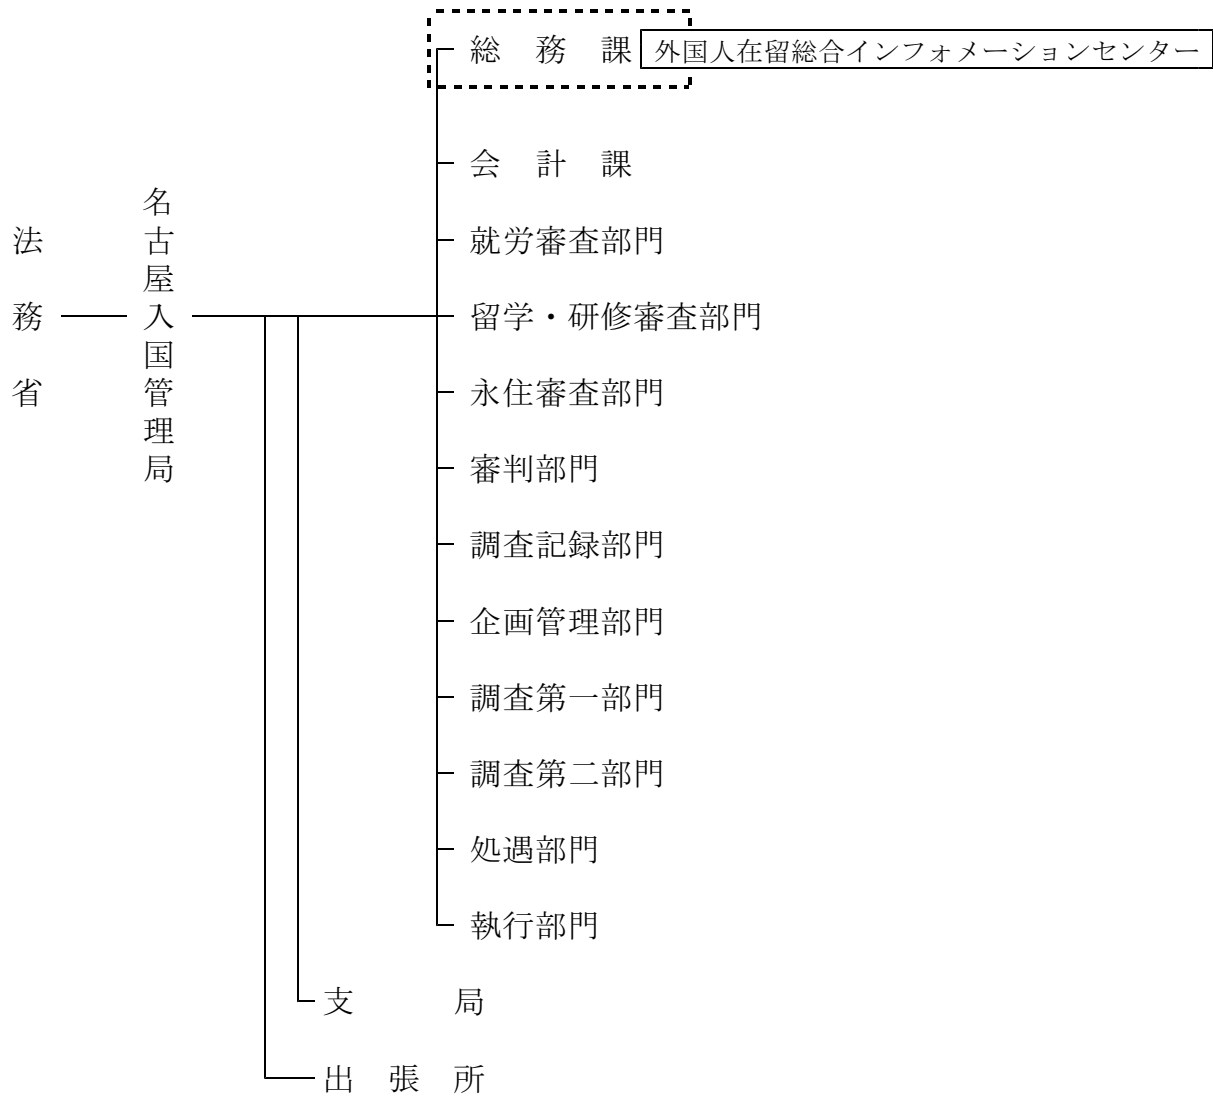 法務省
名古屋入国管理局
総務課 外国人在留総合インフォメーションセンター
会計課
就労審査部門
留学・研修審査部門
永住審査部門
審判部門
調査記録部門
企画管理部門
調査第一部門
調査第二部門
処遇部門
執行部門
支局
出張所